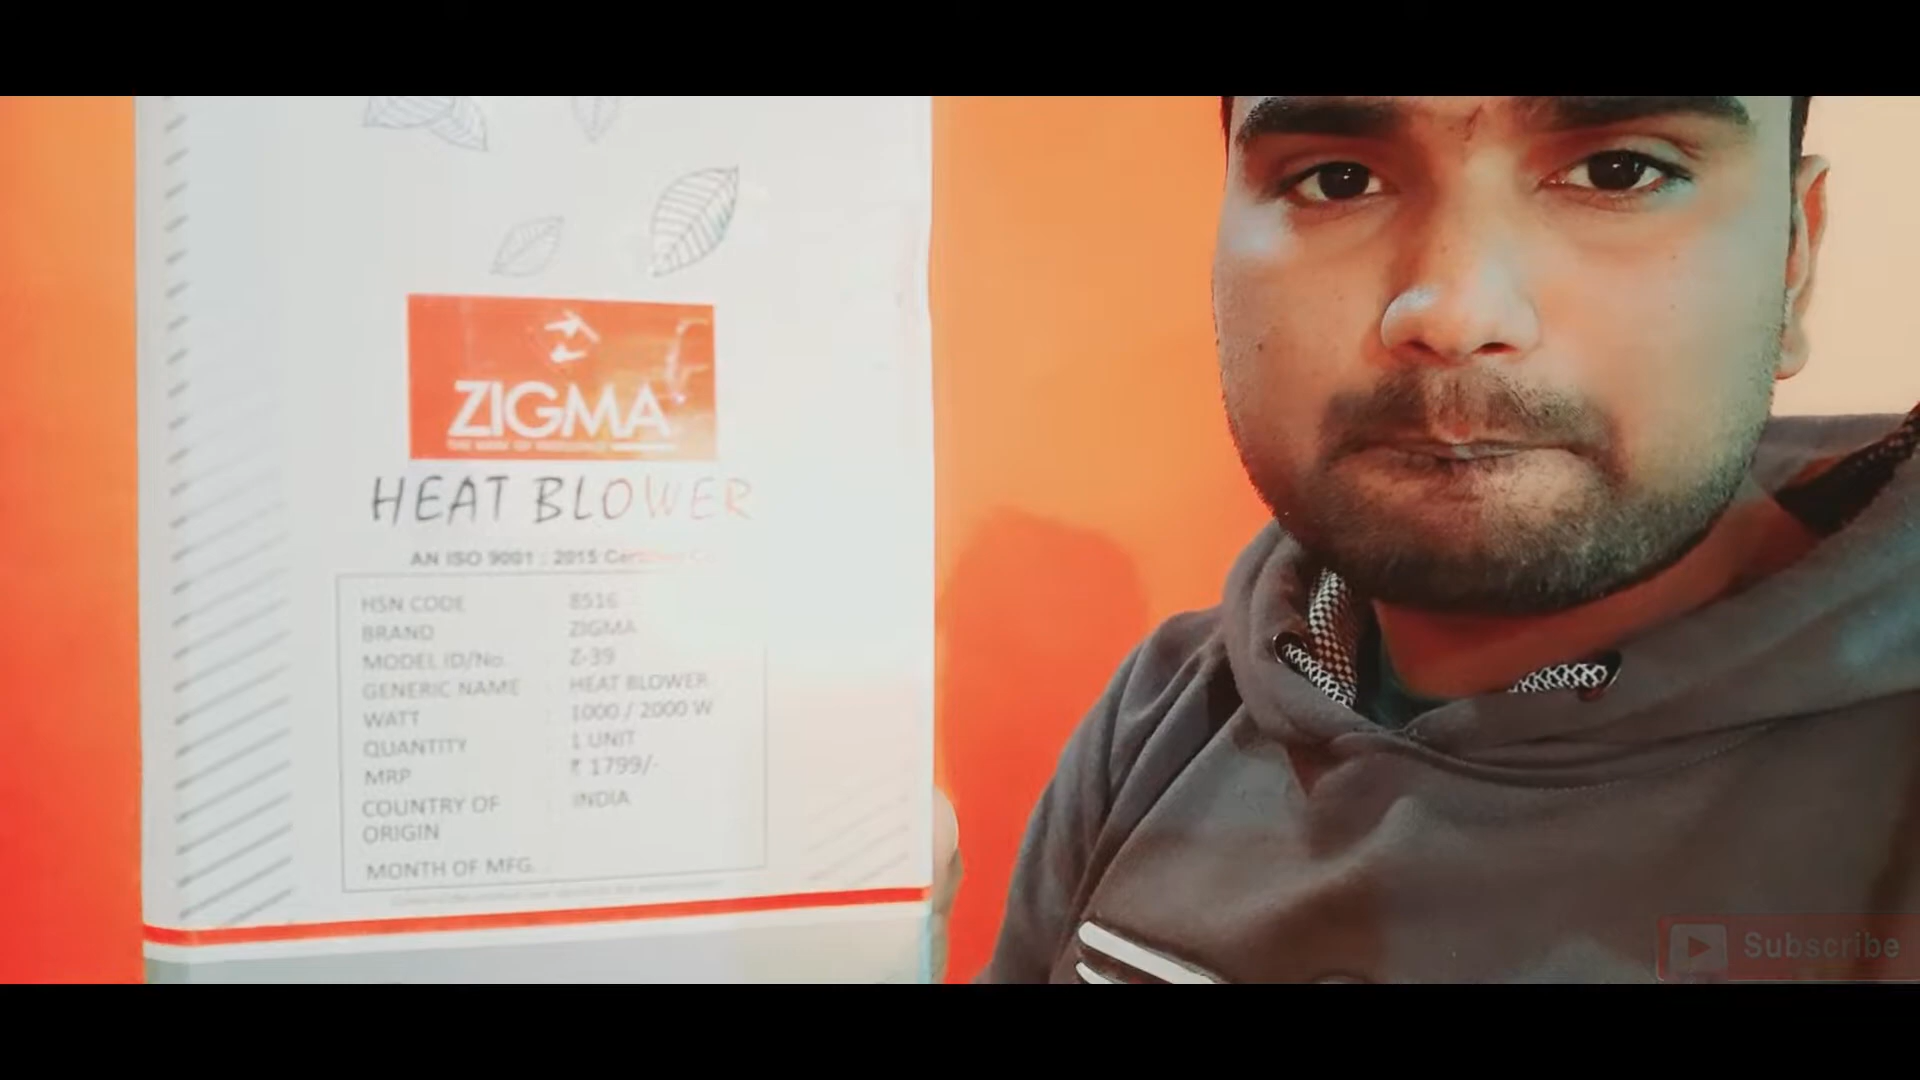 ZIGMA
HEAT BLOWER
AN ISO 9001 : 2015
HSN CODE 8516
BRAND ZIGMA
MODEL ID/No. : Z-39
GENERIC NAME : HEAT BLOWER
WATT : 1000 / 2000 W
QUANTITY : 1 UNIT
MRP ₹ 1799/-
COUNTRY OF INDIA
ORIGIN
MONTH OF MFG.
Subscribe